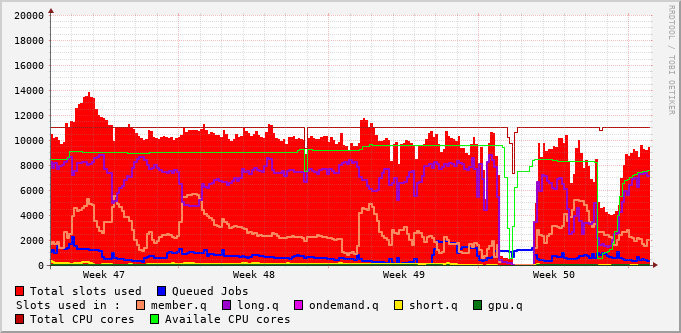 20000
18000
16000
14000
12000
10000
8000
6000
4000
2000
0
Week 47 Week 48 Week 49 Week 50
RRDTOOL / TOBI OETIKER
Total slots used Queued Jobs
Slots used in : member.q long.q ondemand.q short.q gpu.q
Total CPU cores Availale CPU cores